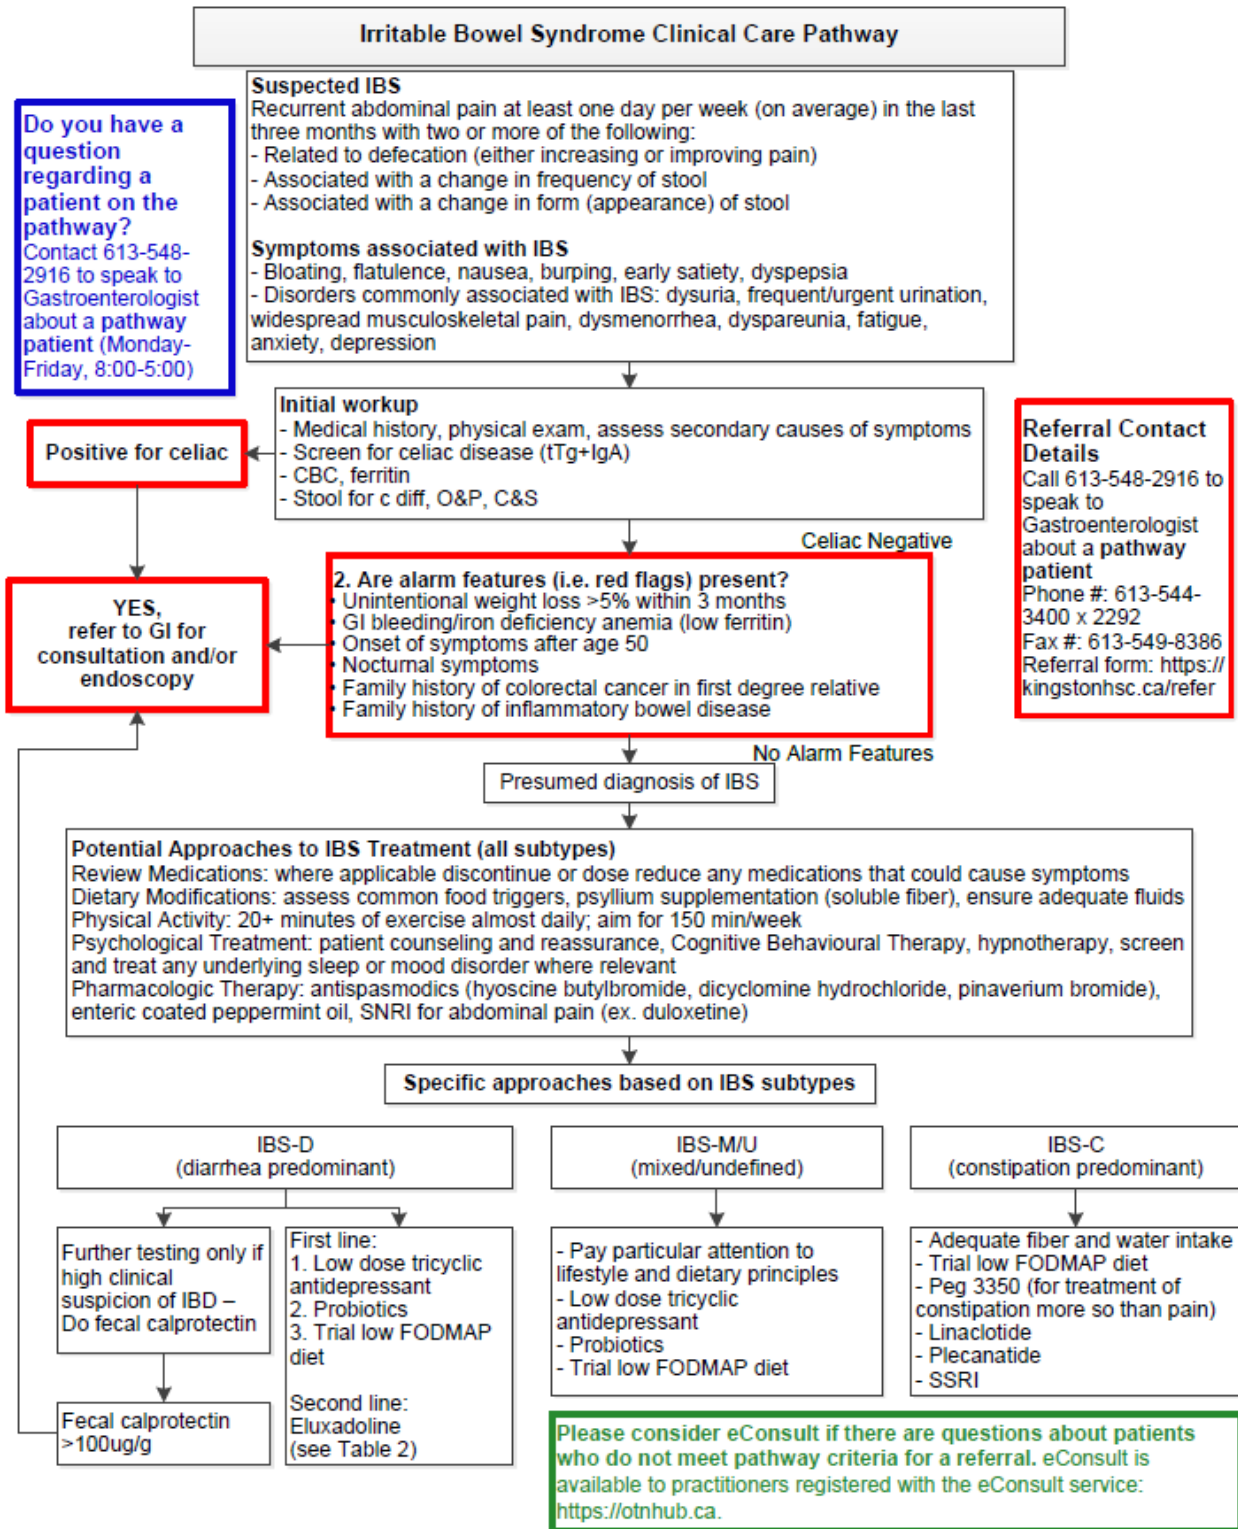 Irritable Bowel Syndrome Clinical Care Pathway
Suspected IBS
Recurrent abdominal pain at least one day per week (on average) in the last
three months with two or more of the following:
- Related to defecation (either increasing or improving pain)
- Associated with a change in frequency of stool
- Associated with a change in form (appearance) of stool
Symptoms associated with IBS
- Bloating, flatulence, nausea, burping, early satiety, dyspepsia
- Disorders commonly associated with IBS: dysuria, frequent/urgent urination,
widespread musculoskeletal pain, dysmenorrhea, dyspareunia, fatigue,
anxiety, depression
Do you have a
question
regarding a
patient on the
pathway?
Contact 613-548-
2916 to speak to
Gastroenterologist
about a pathway
patient (Monday-
Friday, 8:00-5:00)
Initial workup
- Medical history, physical exam, assess secondary causes of symptoms
- Screen for celiac disease (tTg+IgA)
- CBC, ferritin
- Stool for c diff, O&P, C&S
Positive for celiac
Referral Contact
Details
Call 613-548-2916 to
speak to
Gastroenterologist
about a pathway
patient
Phone #: 613-544-
3400 x 2292
Fax #: 613-549-8386
Referral form: https://
kingstonhsc.ca/refer
Celiac Negative
2. Are alarm features (i.e. red flags) present?
• Unintentional weight loss >5% within 3 months
• GI bleeding/iron deficiency anemia (low ferritin)
• Onset of symptoms after age 50
• Nocturnal symptoms
• Family history of colorectal cancer in first degree relative
• Family history of inflammatory bowel disease
YES,
refer to GI for
consultation and/or
endoscopy
No Alarm Features
Presumed diagnosis of IBS
Potential Approaches to IBS Treatment (all subtypes)
Review Medications: where applicable discontinue or dose reduce any medications that could cause symptoms
Dietary Modifications: assess common food triggers, psyllium supplementation (soluble fiber), ensure adequate fluids
Physical Activity: 20+ minutes of exercise almost daily; aim for 150 min/week
Psychological Treatment: patient counseling and reassurance, Cognitive Behavioural Therapy, hypnotherapy, screen
and treat any underlying sleep or mood disorder where relevant
Pharmacologic Therapy: antispasmodics (hyoscine butylbromide, dicyclomine hydrochloride, pinaverium bromide),
enteric coated peppermint oil, SNRI for abdominal pain (ex. duloxetine)
Specific approaches based on IBS subtypes
IBS-D
(diarrhea predominant)
Further testing only if
high clinical
suspicion of IBD –
Do fecal calprotectin
Fecal calprotectin
>100ug/g
First line:
1. Low dose tricyclic
antidepressant
2. Probiotics
3. Trial low FODMAP
diet
Second line:
Eluxadoline
(see Table 2)
IBS-M/U
(mixed/undefined)
- Pay particular attention to
lifestyle and dietary principles
- Low dose tricyclic
antidepressant
- Probiotics
- Trial low FODMAP diet
IBS-C
(constipation predominant)
- Adequate fiber and water intake
- Trial low FODMAP diet
- Peg 3350 (for treatment of
constipation more so than pain)
- Linaclotide
- Plecanatide
- SSRI
Please consider eConsult if there are questions about patients
who do not meet pathway criteria for a referral. eConsult is
available to practitioners registered with the eConsult service:
https://otnhub.ca.